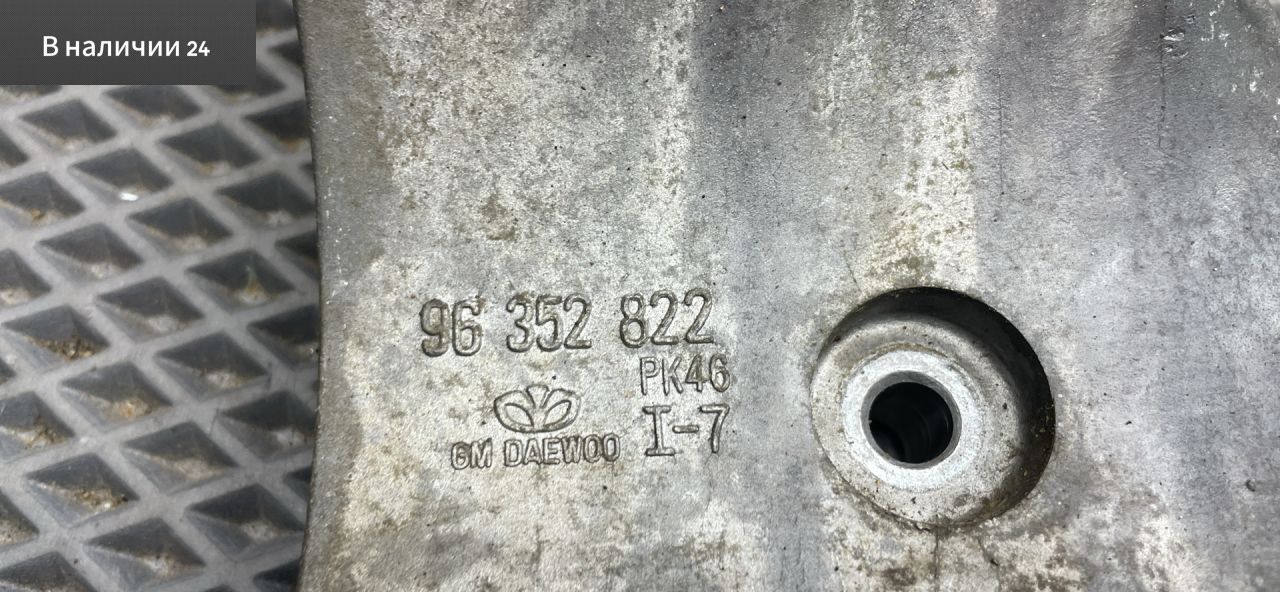 В наличии 24
96 352 822
PK46
GM DAEWOO
I-7